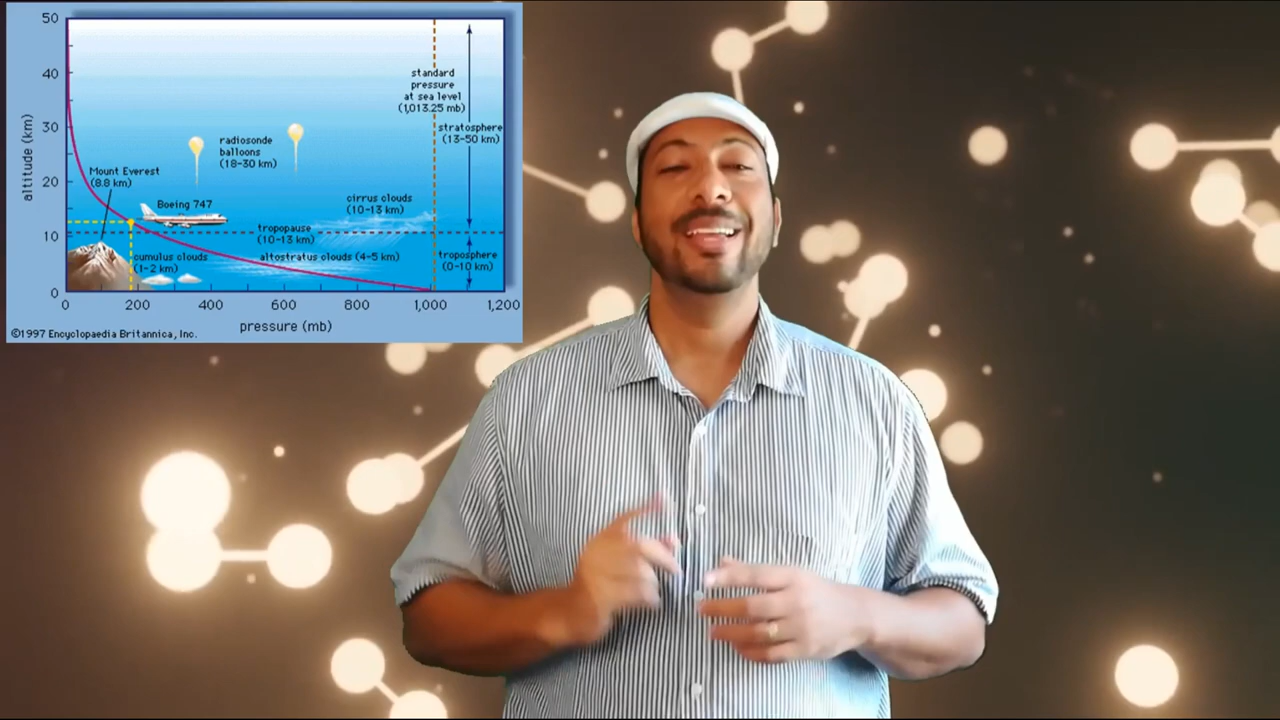 50
40
30
20
10
0
altitude (km)
standard
pressure
at sea level
(1,013.25 mb)
stratosphere
(13-50 km)
radiosonde
balloons
(18-30 km)
Mount Everest
(8.8 km)
Boeing 747
cirrus clouds
(10-13 km)
tropopause
(10-13 km)
cumulus clouds
(1-2 km)
altostratus clouds (4-5 km)
troposphere
(0-10 km)
0 200 400 600 800 1,000 1,200
pressure (mb)
©1997 Encyclopaedia Britannica, Inc.